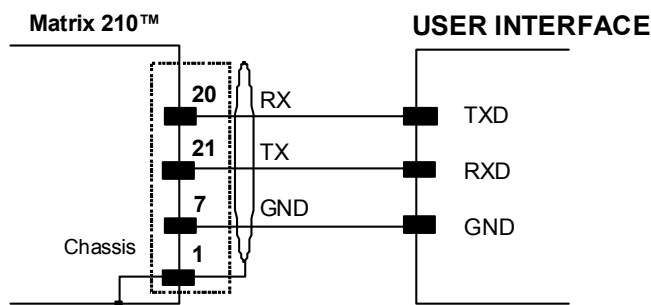 Matrix 210™ USER INTERFACE
20 RX TXD
21 TX RXD
7 GND GND
Chassis 1